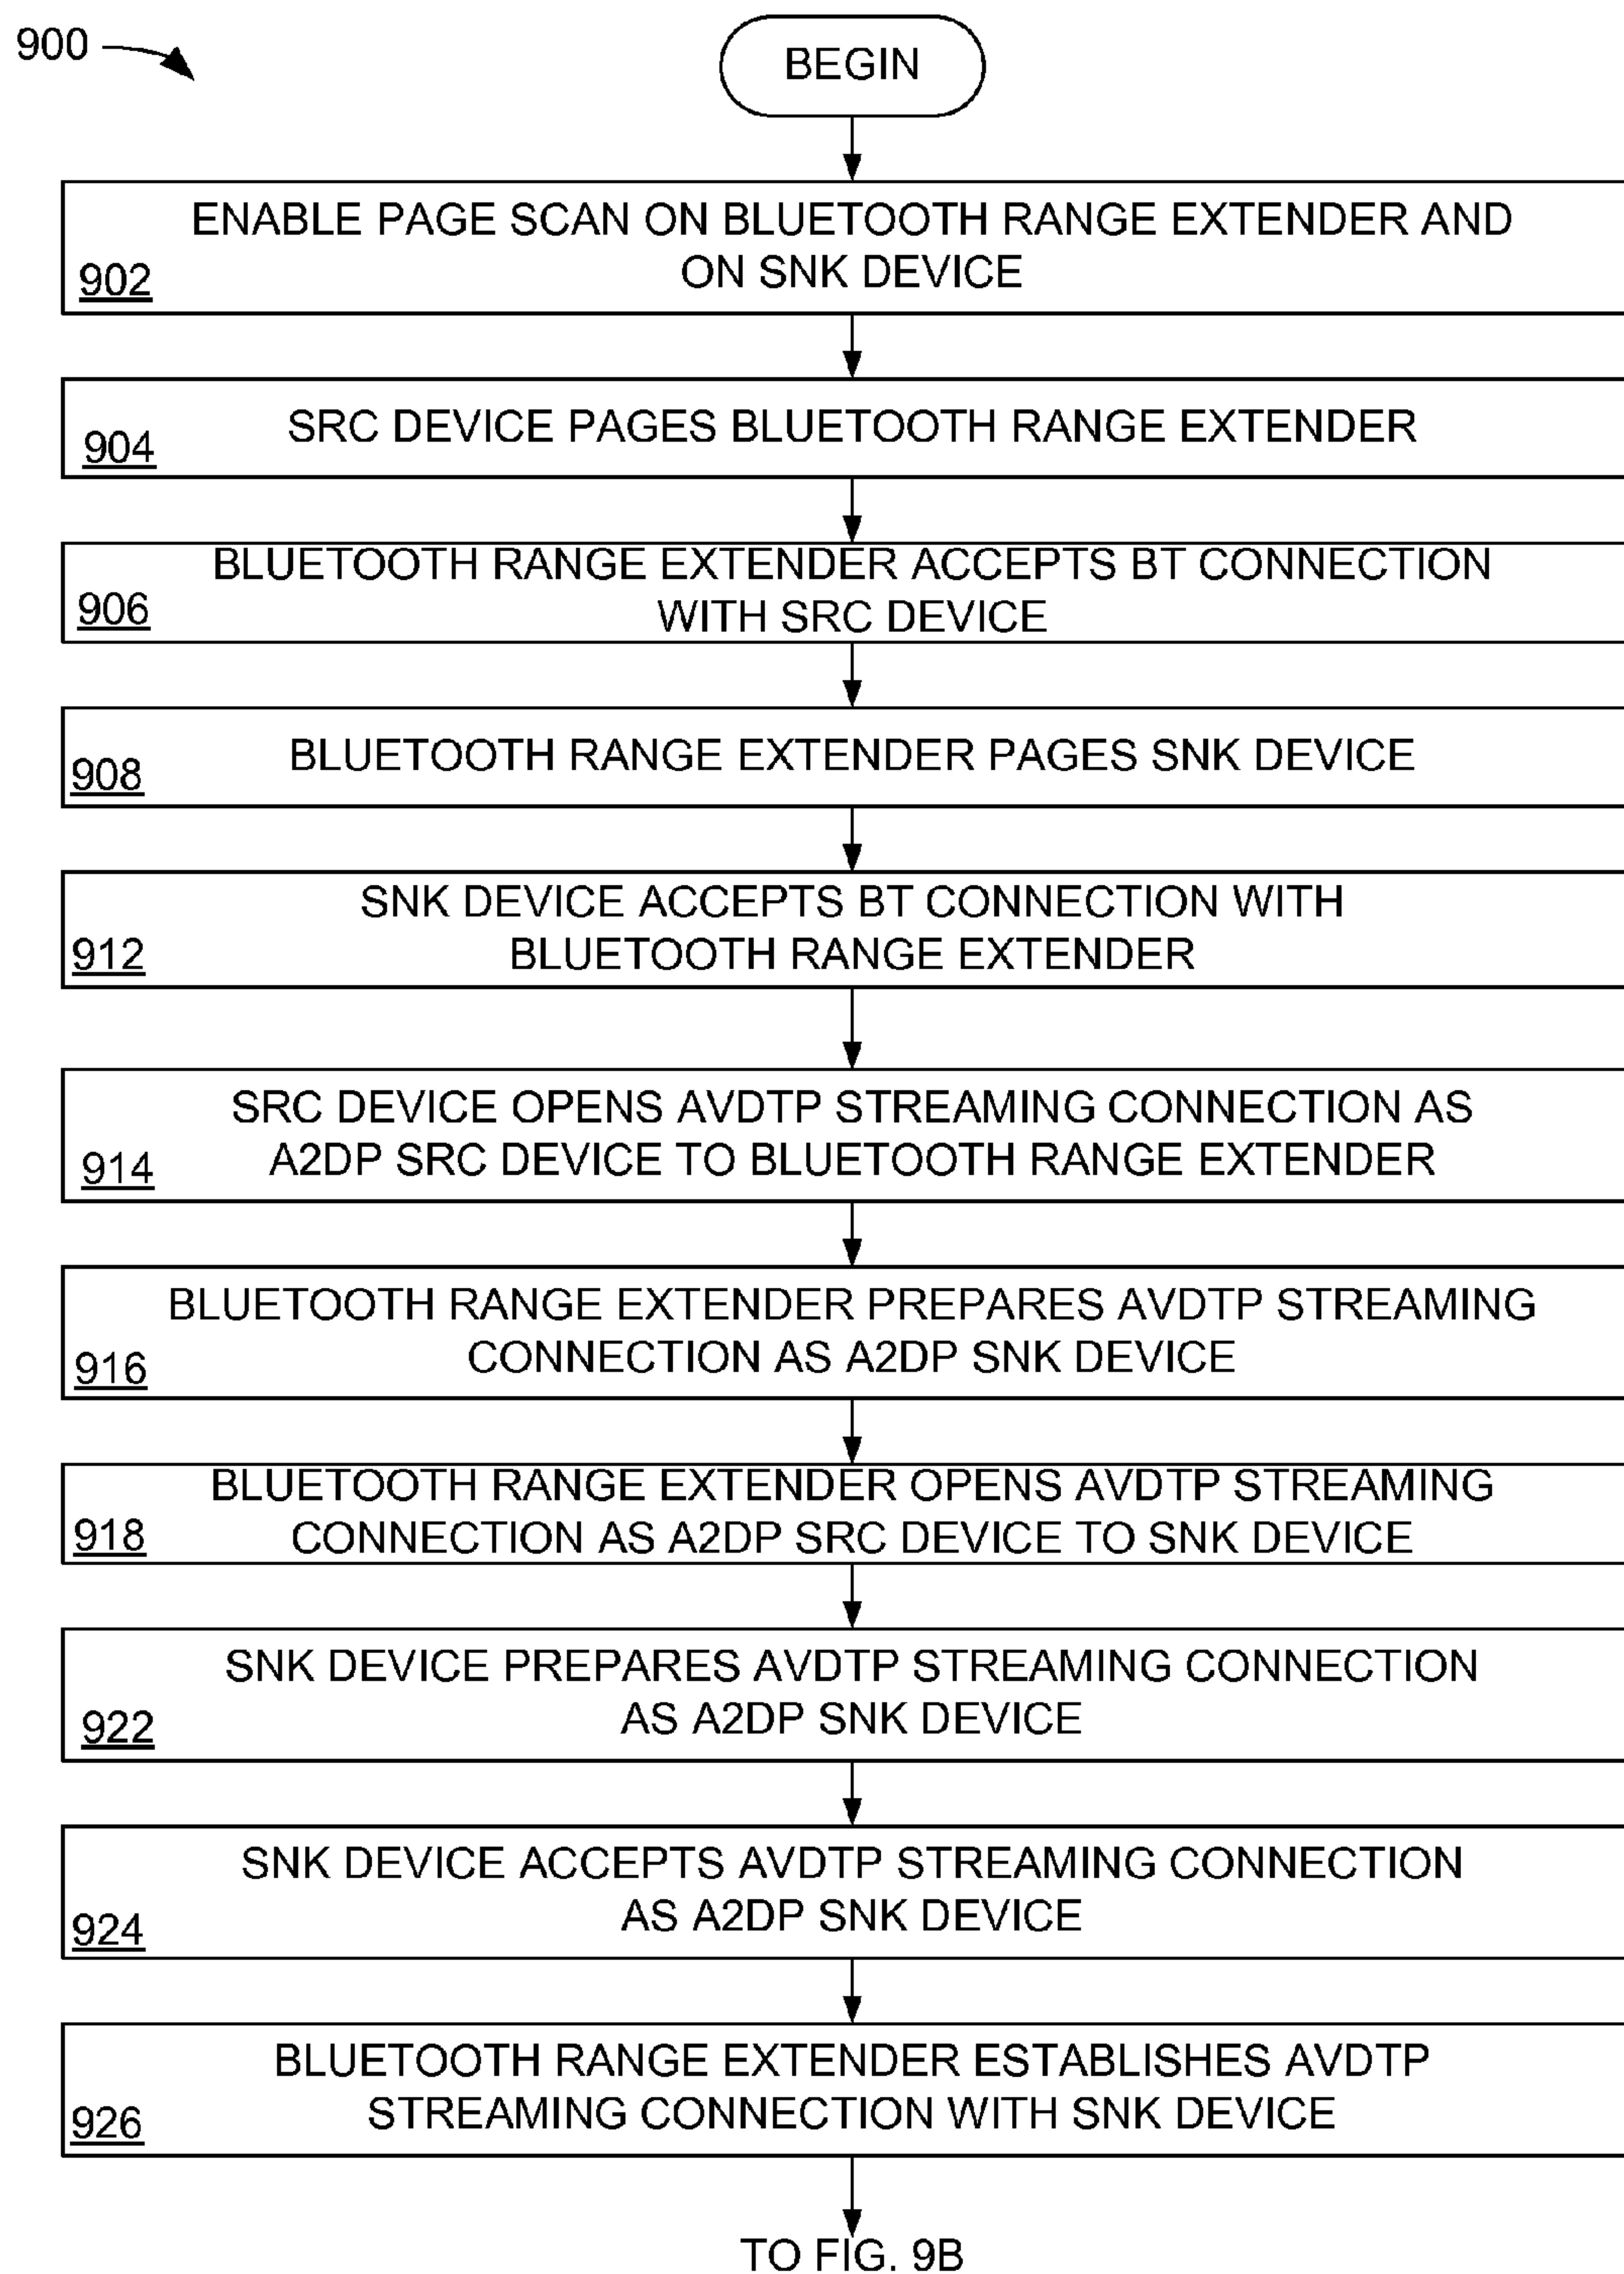 900
BEGIN
ENABLE PAGE SCAN ON BLUETOOTH RANGE EXTENDER AND
ON SNK DEVICE
902
SRC DEVICE PAGES BLUETOOTH RANGE EXTENDER
904
BLUETOOTH RANGE EXTENDER ACCEPTS BT CONNECTION
WITH SRC DEVICE
906
BLUETOOTH RANGE EXTENDER PAGES SNK DEVICE
908
SNK DEVICE ACCEPTS BT CONNECTION WITH
BLUETOOTH RANGE EXTENDER
912
SRC DEVICE OPENS AVDTP STREAMING CONNECTION AS
A2DP SRC DEVICE TO BLUETOOTH RANGE EXTENDER
914
BLUETOOTH RANGE EXTENDER PREPARES AVDTP STREAMING
CONNECTION AS A2DP SNK DEVICE
916
BLUETOOTH RANGE EXTENDER OPENS AVDTP STREAMING
CONNECTION AS A2DP SRC DEVICE TO SNK DEVICE
918
SNK DEVICE PREPARES AVDTP STREAMING CONNECTION
AS A2DP SNK DEVICE
922
SNK DEVICE ACCEPTS AVDTP STREAMING CONNECTION
AS A2DP SNK DEVICE
924
BLUETOOTH RANGE EXTENDER ESTABLISHES AVDTP
STREAMING CONNECTION WITH SNK DEVICE
926
TO FIG. 9B